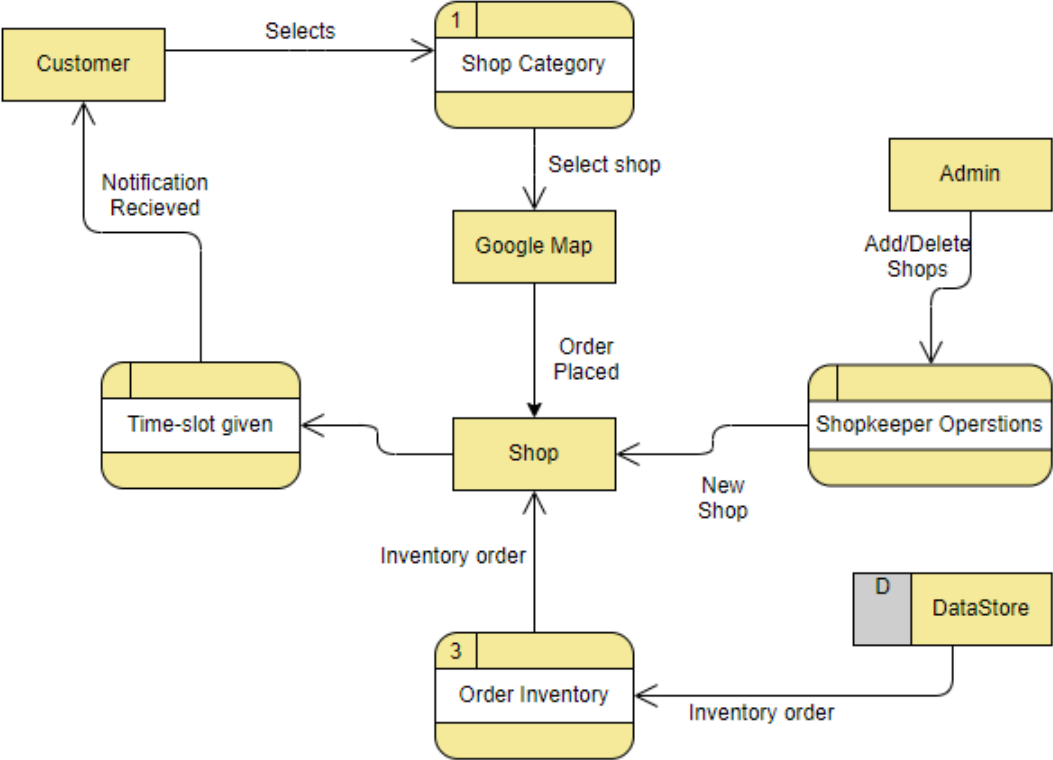 Selects
1
Customer
Shop Category
Select shop
Admin
Notification
Recieved
Google Map
Add/Delete
Shops
Order
Placed
Time-slot given
Shop
Shopkeeper Operstions
New
Shop
Inventory order
D
DataStore
3
Order Inventory
Inventory order